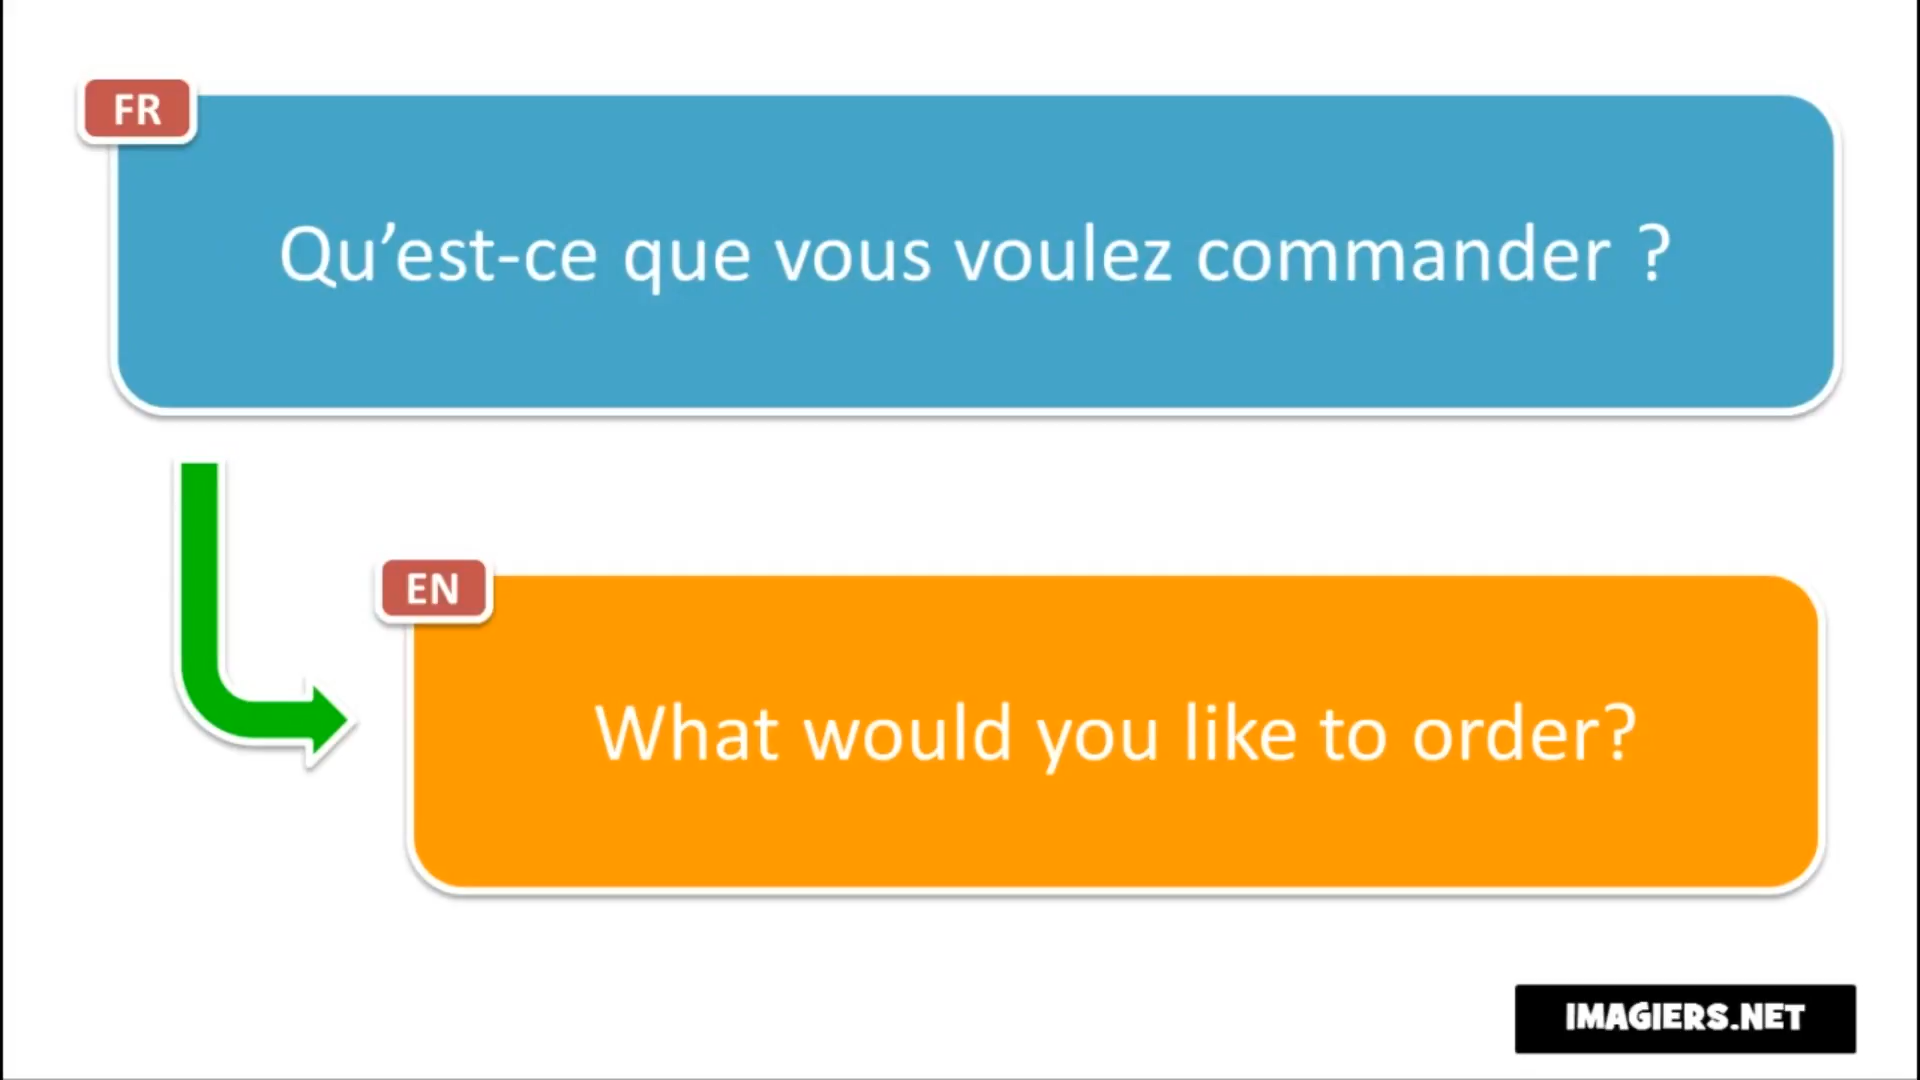 FR
Qu’est-ce que vous voulez commander ?
EN
What would you like to order?
IMAGIERS.NET